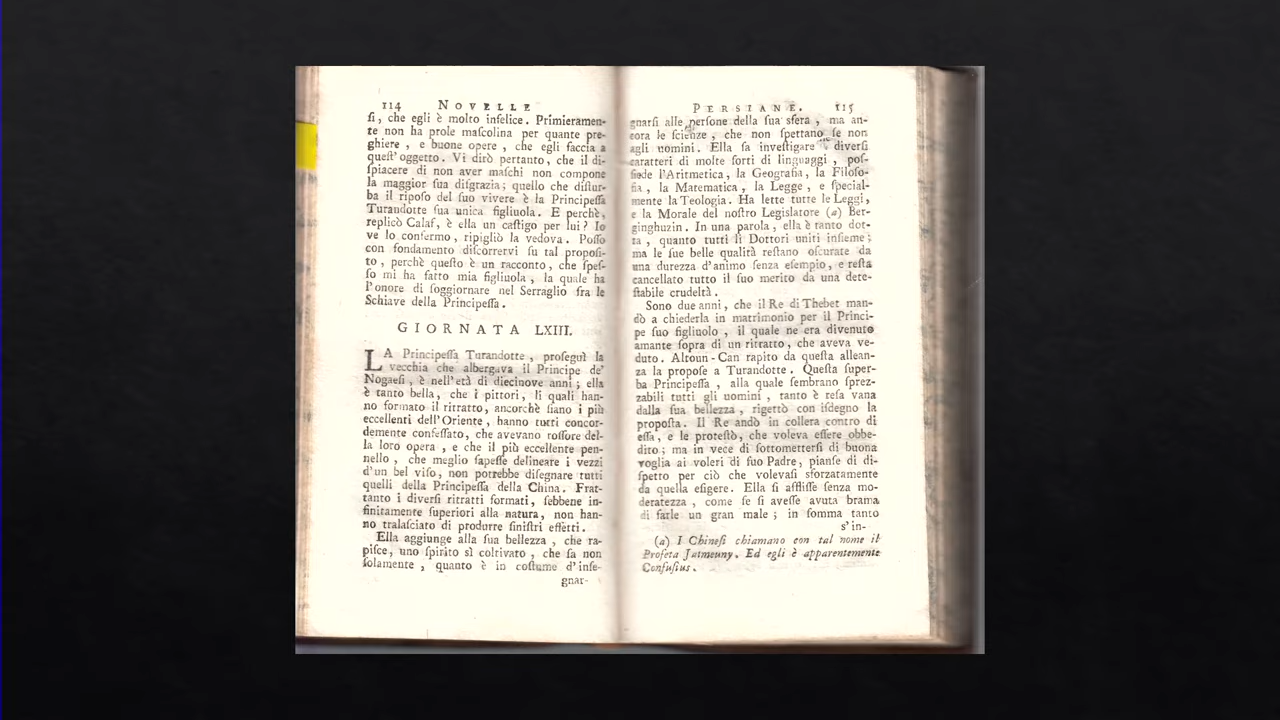 114 NOVELLE
ſi, che egli è molto infelice. Primieramen-
te non ha prole maſcolina per quante pre-
ghiere, e buone opere, che egli faccia a
queſt'oggetto. Vi dirò pertanto, che il di-
ſpiacere di non aver maſchi non compone
la maggior ſua diſgrazia; quello che diſtur-
ba il ripoſo del ſuo vivere è la Principeſſa
Turandotte ſua unica figliuola. E perchè,
replicò Calaf, è ella un caſtigo per lui? Io
ve lo confermo, ripigliò la vedova. Poſſo
con fondamento diſcorrervi ſu tal propoſi-
to, perchè queſto è un racconto, che ſpeſ-
ſo mi ha fatto mia figliuola, la quale ha
l'onore di ſoggiornare nel Serraglio fra le
Schiave della Principeſſa.
GIORNATA LXIII.
LA Principeſſa Turandotte, proſeguì la
vecchia che albergava il Principe de'
Nogaeſi, è nell'età di diecinove anni; ella
è tanto bella, che i pittori, li quali han-
no formato il ritratto, ancorchè ſiano i più
eccellenti dell'Oriente, hanno tutti concor-
demente confeſſato, che avevano roſſore del-
la loro opera, e che il più eccellente pen-
nello, che meglio ſapeſſe delineare i vezzi
d'un bel viſo, non potrebbe diſegnare tutti
quelli della Principeſſa della China. Frat-
tanto i diverſi ritratti formati, ſebbene in-
finitamente ſuperiori alla natura, non han-
no tralaſciato di produrre ſiniſtri effetti.
Ella aggiunge alla ſua bellezza, che ra-
piſce, uno ſpirito sì coltivato, che ſa non
ſolamente, quanto è in coſtume d'inſe-
gnar-
PERSIANE. 115
gnarſi alle perſone della ſua sfera, ma an-
cora le ſcienze, che non ſpettano ſe non
agli uomini. Ella ſa inveſtigare diverſi
caratteri di molte ſorti di linguaggi, poſ-
ſiede l'Aritmetica, la Geografia, la Filoſo-
fia, la Matematica, la Legge, e ſpecial-
mente la Teologia. Ha lette tutte le Leggi,
e la Morale del noſtro Legislatore (a) Ber-
ginghuzin. In una parola, ella è tanto dot-
ta, quanto tutti li Dottori uniti inſieme;
ma le ſue belle qualità reſtano oſcurate da
una durezza d'animo ſenza eſempio, e reſta
cancellato tutto il ſuo merito da una dete-
ſtabile crudeltà.
Sono due anni, che il Re di Thebet man-
dò a chiederla in matrimonio per il Princi-
pe ſuo figliuolo, il quale ne era divenuto
amante ſopra di un ritratto, che aveva ve-
duto. Altoun-Can rapito da queſta allean-
za la propoſe a Turandotte. Queſta ſuper-
ba Principeſſa, alla quale ſembrano ſprez-
zabili tutti gli uomini, tanto è reſa vana
dalla ſua bellezza, rigettò con iſdegno la
propoſta. Il Re andò in collera contro di
eſſa, e le proteſtò, che voleva eſſere obbe-
dito; ma in vece di ſottometterſi di buona
voglia ai voleri di ſuo Padre, pianſe di di-
ſpetto per ciò che volevaſi sforzatamente
da quella eſigere. Ella ſi affliſſe ſenza mo-
deratezza, come ſe ſi aveſſe avuta brama
di farle un gran male; in ſomma tanto
s'in-
(a) I Chineſi chiamano con tal nome il
Profeta Jatmeuny. Ed egli è apparentemente
Confuſius.